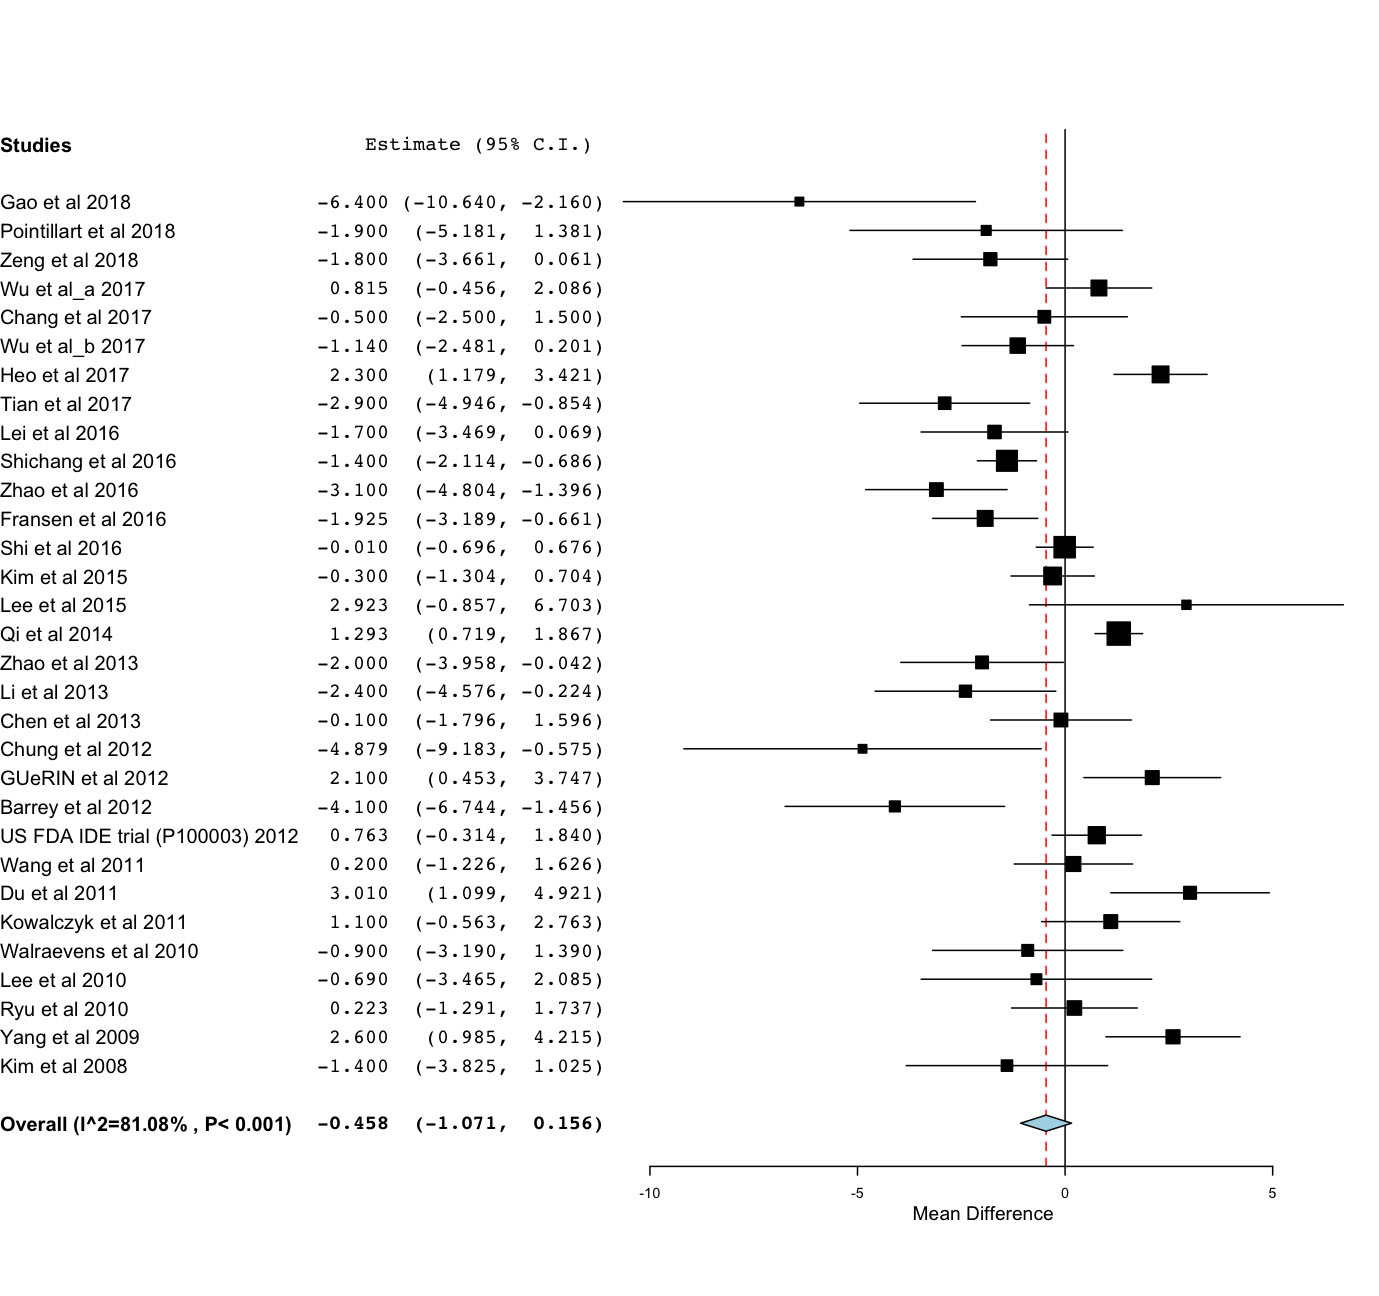 Studies Estimate (95% C.I.)
Gao et al 2018 -6.400 (-10.640, -2.160)
Pointillart et al 2018 -1.900 (-5.181, 1.381)
Zeng et al 2018 -1.800 (-3.661, 0.061)
Wu et al_a 2017 0.815 (-0.456, 2.086)
Chang et al 2017 -0.500 (-2.500, 1.500)
Wu et al_b 2017 -1.140 (-2.481, 0.201)
Heo et al 2017 2.300 (1.179, 3.421)
Tian et al 2017 -2.900 (-4.946, -0.854)
Lei et al 2016 -1.700 (-3.469, 0.069)
Shichang et al 2016 -1.400 (-2.114, -0.686)
Zhao et al 2016 -3.100 (-4.804, -1.396)
Fransen et al 2016 -1.925 (-3.189, -0.661)
Shi et al 2016 -0.010 (-0.696, 0.676)
Kim et al 2015 -0.300 (-1.304, 0.704)
Lee et al 2015 2.923 (-0.857, 6.703)
Qi et al 2014 1.293 (0.719, 1.867)
Zhao et al 2013 -2.000 (-3.958, -0.042)
Li et al 2013 -2.400 (-4.576, -0.224)
Chen et al 2013 -0.100 (-1.796, 1.596)
Chung et al 2012 -4.879 (-9.183, -0.575)
GUeRIN et al 2012 2.100 (0.453, 3.747)
Barrey et al 2012 -4.100 (-6.744, -1.456)
US FDA IDE trial (P100003) 2012 0.763 (-0.314, 1.840)
Wang et al 2011 0.200 (-1.226, 1.626)
Du et al 2011 3.010 (1.099, 4.921)
Kowalczyk et al 2011 1.100 (-0.563, 2.763)
Walraevens et al 2010 -0.900 (-3.190, 1.390)
Lee et al 2010 -0.690 (-3.465, 2.085)
Ryu et al 2010 0.223 (-1.291, 1.737)
Yang et al 2009 2.600 (0.985, 4.215)
Kim et al 2008 -1.400 (-3.825, 1.025)
Overall (I^2=81.08% , P< 0.001) -0.458 (-1.071, 0.156)
-10 -5 0 5
Mean Difference